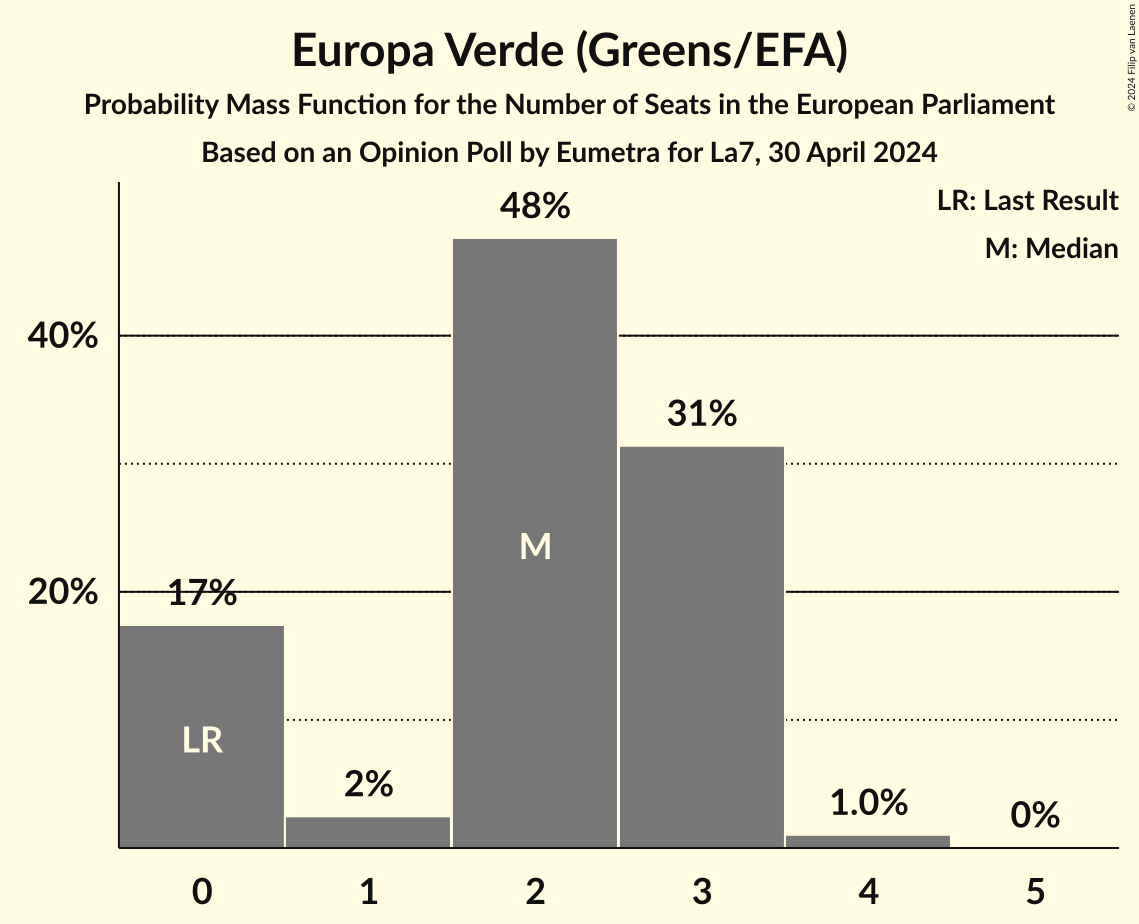 Europa Verde (Greens/EFA)
Probability Mass Function for the Number of Seats in the European Parliament
Based on an Opinion Poll by Eumetra for La7, 30 April 2024
© 2024 Filip van Laenen
LR: Last Result
M: Median
48%
40%
31%
M
20%
17%
LR
2%
1.0%
0%
0 1 2 3 4 5